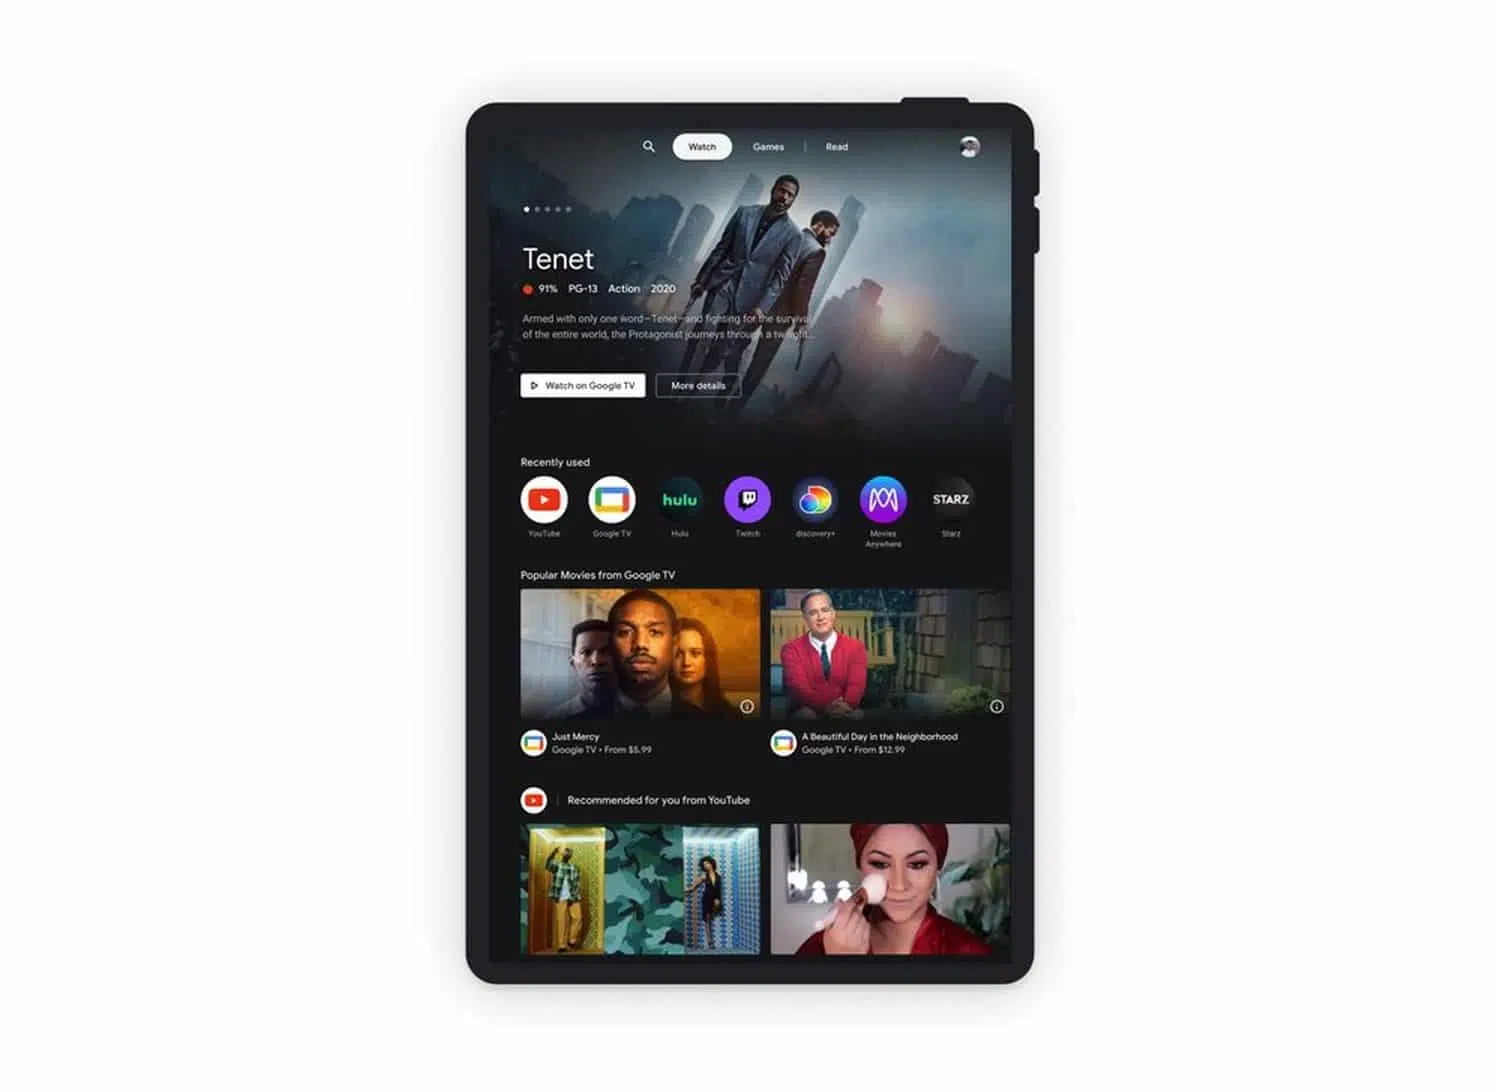 Watch Games | Read
Tenet
91% PG-13 Action 2020
Armed with only one word—Tenet—and fighting for the survival
of the entire world, the Protagonist journeys through a twilight...
Watch on Google TV More details
Recently used
hulu STARZ
YouTube Google TV Hulu Twitch discovery+ Movies Anywhere Starz
Popular Movies from Google TV
Just Mercy
Google TV • From $5.99
A Beautiful Day in the Neighborhood
Google TV • From $12.99
Recommended for you from YouTube